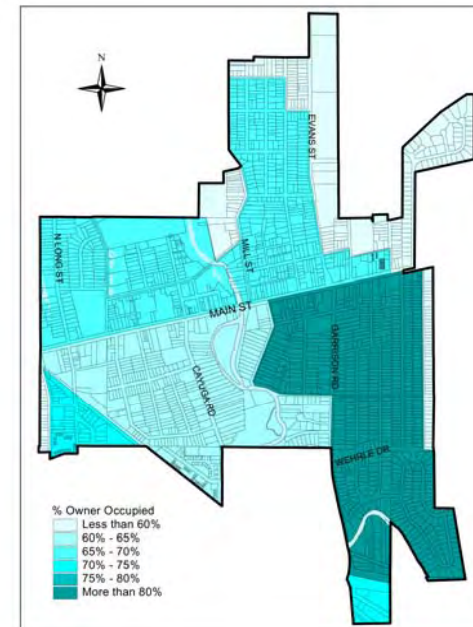 N
EVANS ST
N LONG ST
MILL ST
MAIN ST
GARRISON RD
CAYUGA RD
WEHRLE DR
% Owner Occupied
Less than 60%
60% - 65%
65% - 70%
70% - 75%
75% - 80%
More than 80%